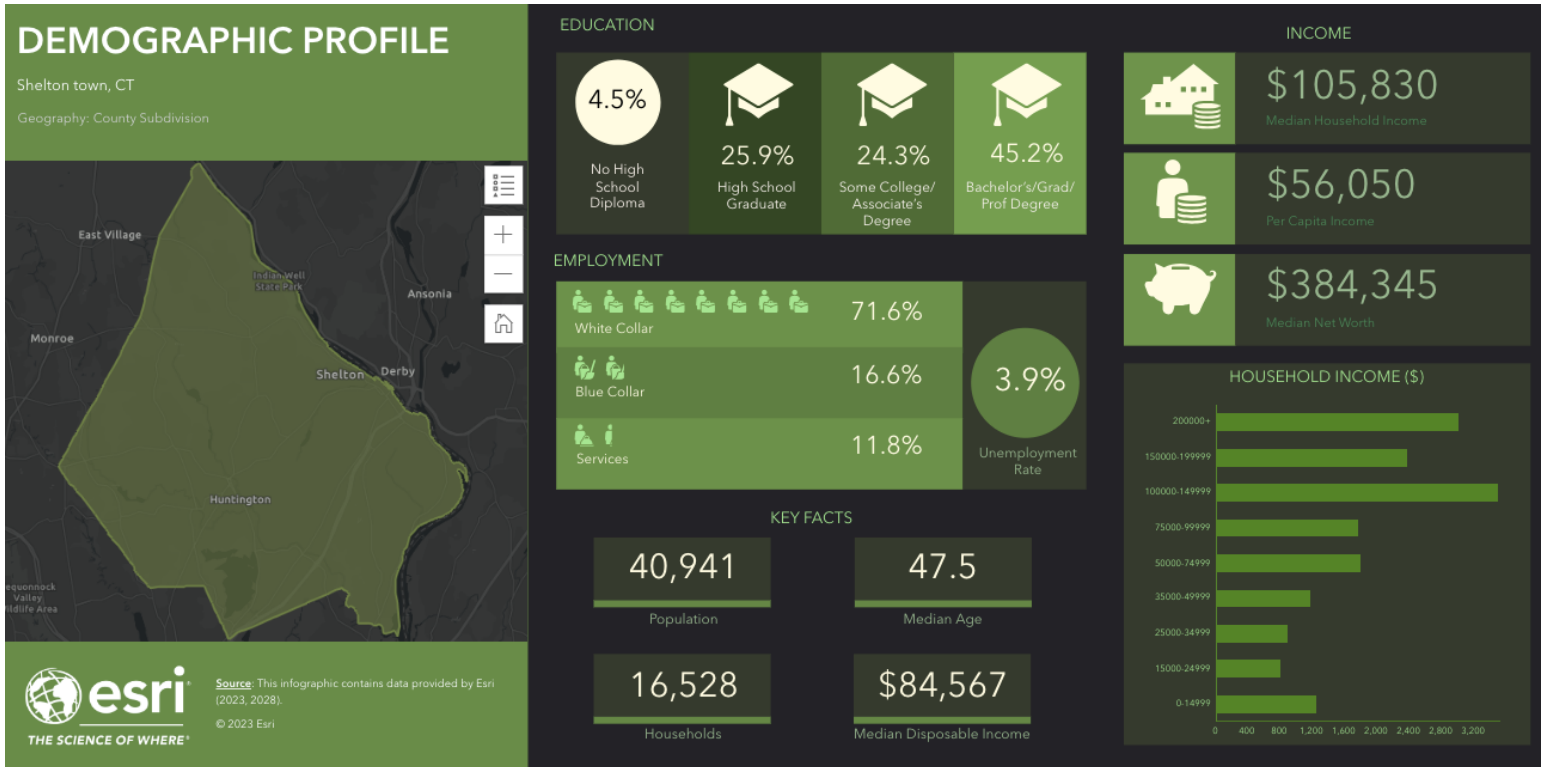 DEMOGRAPHIC PROFILE
Shelton town, CT
Geography: County Subdivision
East Village
Indian Well
State Park
Ansonia
Monroe
Shelton
Derby
Huntington
equonnock
Valley
ildlife Area
esri
THE SCIENCE OF WHERE®
Source: This infographic contains data provided by Esri
(2023, 2028).
© 2023 Esri
EDUCATION
4.5%
No High
School
Diploma
25.9%
High School
Graduate
24.3%
Some College/
Associate's
Degree
45.2%
Bachelor's/Grad/
Prof Degree
EMPLOYMENT
71.6%
White Collar
16.6%
Blue Collar
11.8%
Services
3.9%
Unemployment
Rate
KEY FACTS
40,941
Population
47.5
Median Age
16,528
Households
$84,567
Median Disposable Income
INCOME
$105,830
Median Household Income
$56,050
Per Capita Income
$384,345
Median Net Worth
HOUSEHOLD INCOME ($)
200000+
150000-199999
100000-149999
75000-99999
50000-74999
35000-49999
25000-34999
15000-24999
0-14999
0 400 800 1,200 1,600 2,000 2,400 2,800 3,200